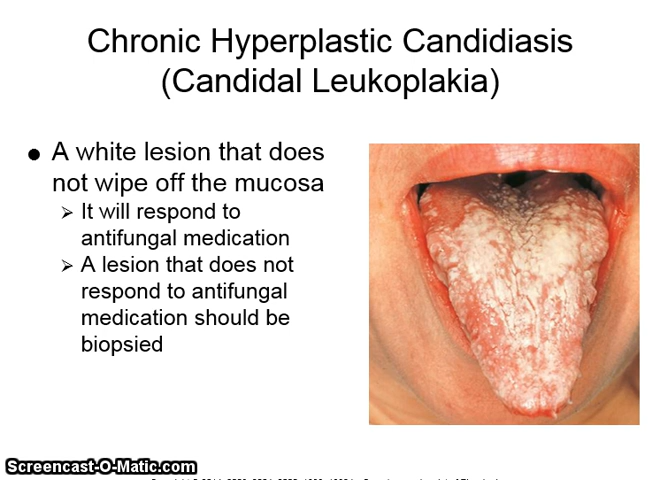 Chronic Hyperplastic Candidiasis
(Candidal Leukoplakia)
● A white lesion that does
not wipe off the mucosa
➢ It will respond to
antifungal medication
➢ A lesion that does not
respond to antifungal
medication should be
biopsied
Screencast-O-Matic.com